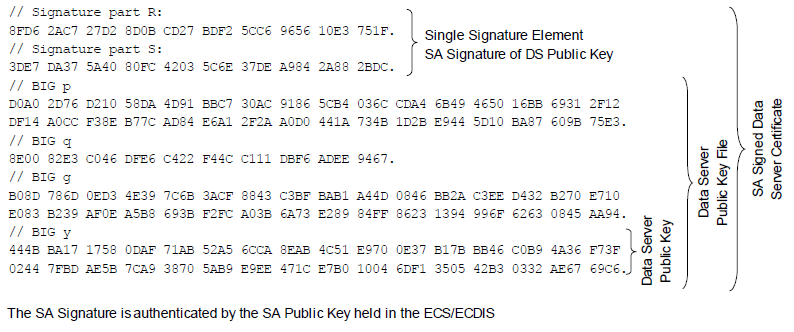 // Signature part R:
8FD6 2AC7 27D2 8D0B CD27 BDF2 5CC6 9656 10E3 751F.
// Signature part S:
3DE7 DA37 5A40 80FC 4203 5C6E 37DE A984 2A88 2BDC.
Single Signature Element
SA Signature of DS Public Key
// BIG p
D0A0 2D76 D210 58DA 4D91 BBC7 30AC 9186 5CB4 036C CDA4 6B49 4650 16BB 6931 2F12
DF14 A0CC F38E B77C AD84 E6A1 2F2A A0D0 441A 734B 1D2B E944 5D10 BA87 609B 75E3.
// BIG q
8E00 82E3 C046 DFE6 C422 F44C C111 DBF6 ADEE 9467.
// BIG g
B08D 786D 0ED3 4E39 7C6B 3ACF 8843 C3BF BAB1 A44D 0846 BB2A C3EE D432 B270 E710
E083 B239 AF0E A5B8 693B F2FC A03B 6A73 E289 84FF 8623 1394 996F 6263 0845 AA94.
// BIG y
444B BA17 1758 0DAF 71AB 52A5 6CCA 8EAB 4C51 E970 0E37 B17B BB46 C0B9 4A36 F73F
0244 7FBD AE5B 7CA9 3870 5AB9 E9EE 471C E7B0 1004 6DF1 3505 42B3 0332 AE67 69C6.
Data Server
Public Key
Data Server
Public Key File
SA Signed Data
Server Certificate
The SA Signature is authenticated by the SA Public Key held in the ECS/ECDIS